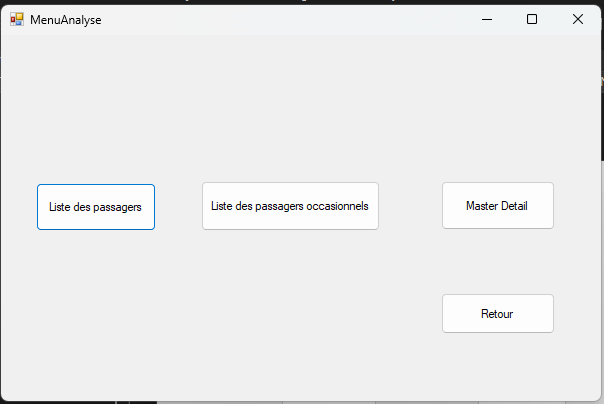 MenuAnalyse
Liste des passagers
Liste des passagers occasionnels
Master Detail
Retour